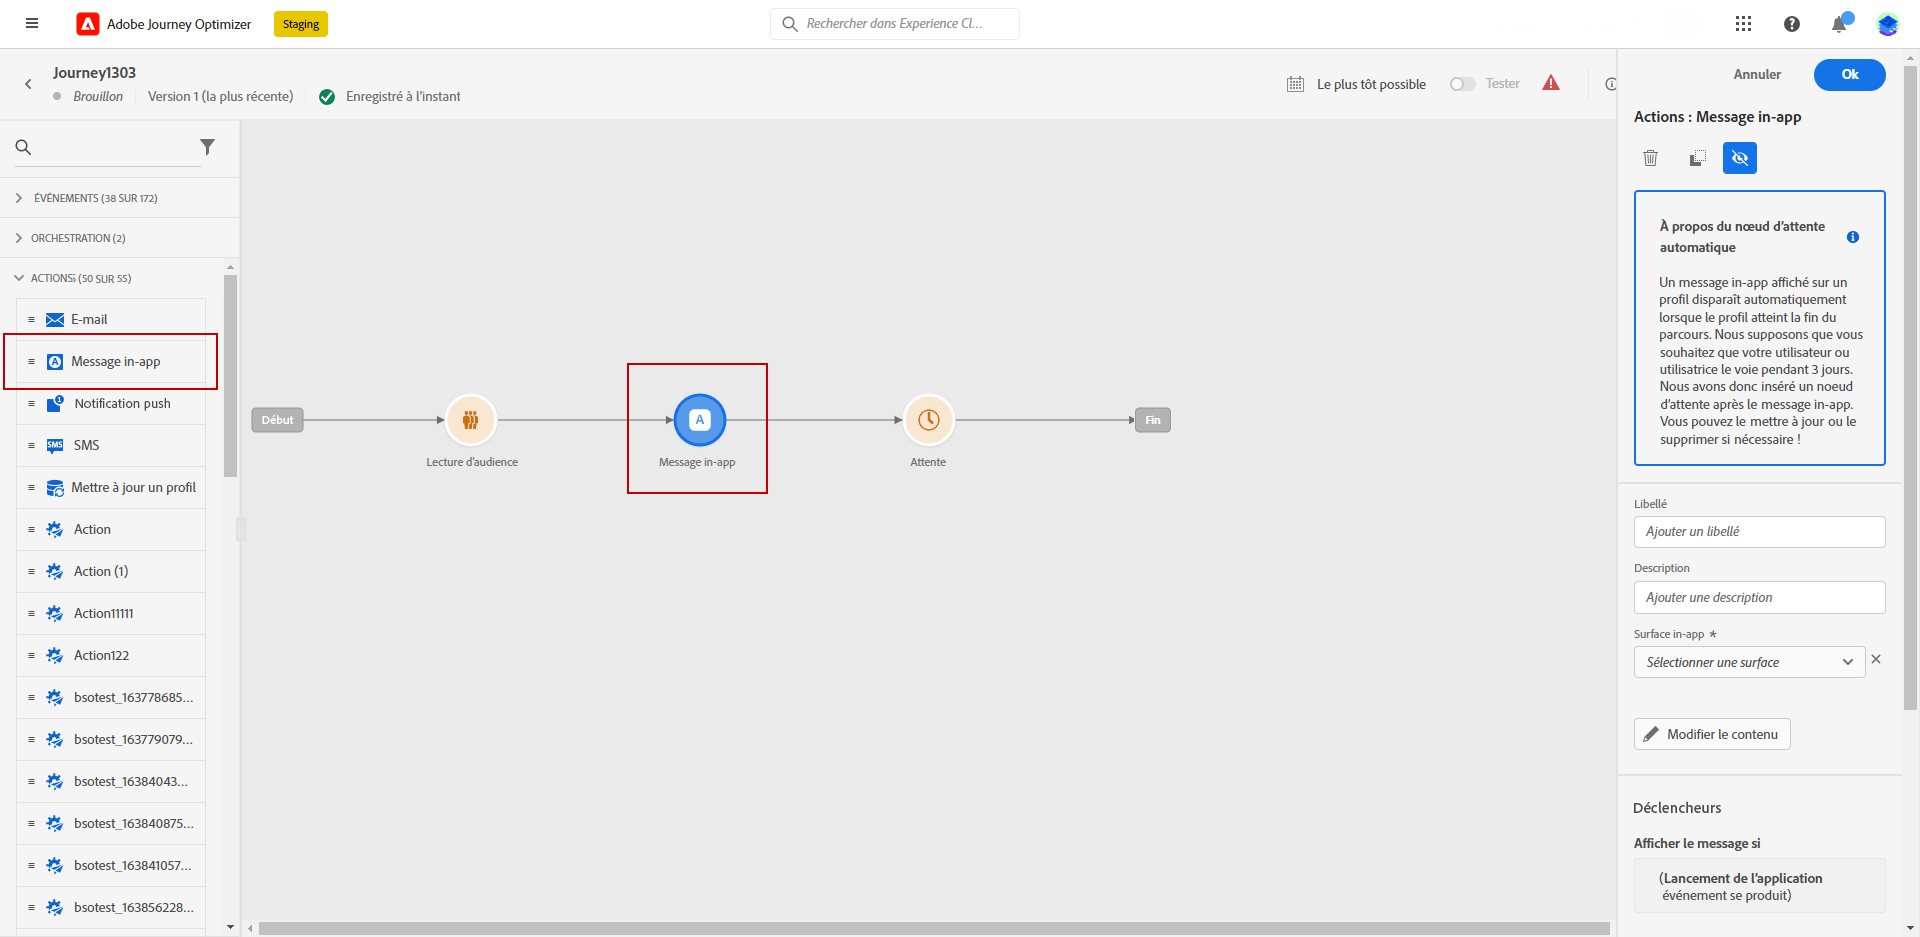 Adobe Journey Optimizer
Staging
Rechercher dans Experience Cl...
Journey1303
Brouillon
Version 1 (la plus récente)
Enregistré à l'instant
Le plus tôt possible
Tester
Annuler
Ok
ÉVÉNEMENTS (38 SUR 172)
ORCHESTRATION (2)
ACTIONS (50 SUR 55)
E-mail
Message in-app
Notification push
SMS
Mettre à jour un profil
Action
Action (1)
Action11111
Action122
bsotest_163778685...
bsotest_163779079...
bsotest_16384043...
bsotest_163840875...
bsotest_163841057...
bsotest_163856228...
Début
Lecture d'audience
Message in-app
Attente
Fin
Actions : Message in-app
À propos du nœud d'attente
automatique
Un message in-app affiché sur un
profil disparaît automatiquement
lorsque le profil atteint la fin du
parcours. Nous supposons que vous
souhaitez que votre utilisateur ou
utilisatrice le voie pendant 3 jours.
Nous avons donc inséré un noeud
d'attente après le message in-app.
Vous pouvez le mettre à jour ou le
supprimer si nécessaire !
Libellé
Ajouter un libellé
Description
Ajouter une description
Surface in-app *
Sélectionner une surface
Modifier le contenu
Déclencheurs
Afficher le message si
(Lancement de l'application
événement se produit)